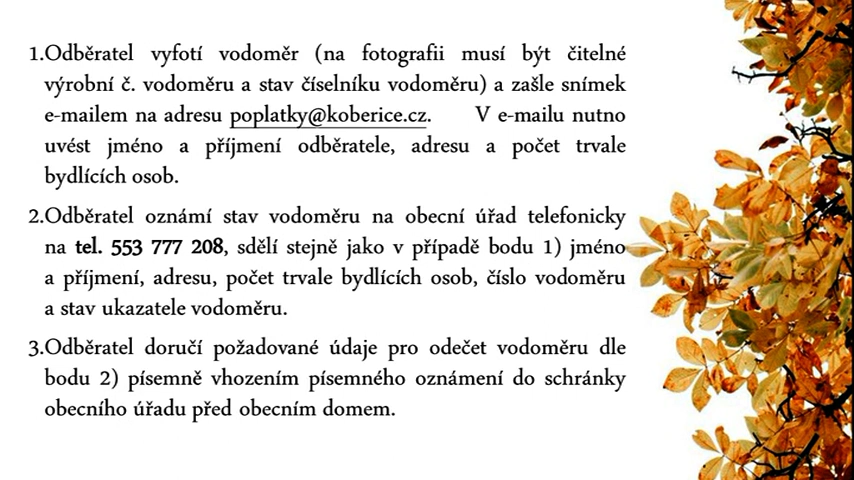 1.Odběratel vyfotí vodoměr (na fotografii musí být čitelné
výrobní č. vodoměru a stav číselníku vodoměru) a zašle snímek
e-mailem na adresu poplatky@koberice.cz. V e-mailu nutno
uvést jméno a příjmení odběratele, adresu a počet trvale
bydlících osob.
2.Odběratel oznámí stav vodoměru na obecní úřad telefonicky
na tel. 553 777 208, sdělí stejně jako v případě bodu 1) jméno
a příjmení, adresu, počet trvale bydlících osob, číslo vodoměru
a stav ukazatele vodoměru.
3.Odběratel doručí požadované údaje pro odečet vodoměru dle
bodu 2) písemně vhozením písemného oznámení do schránky
obecního úřadu před obecním domem.